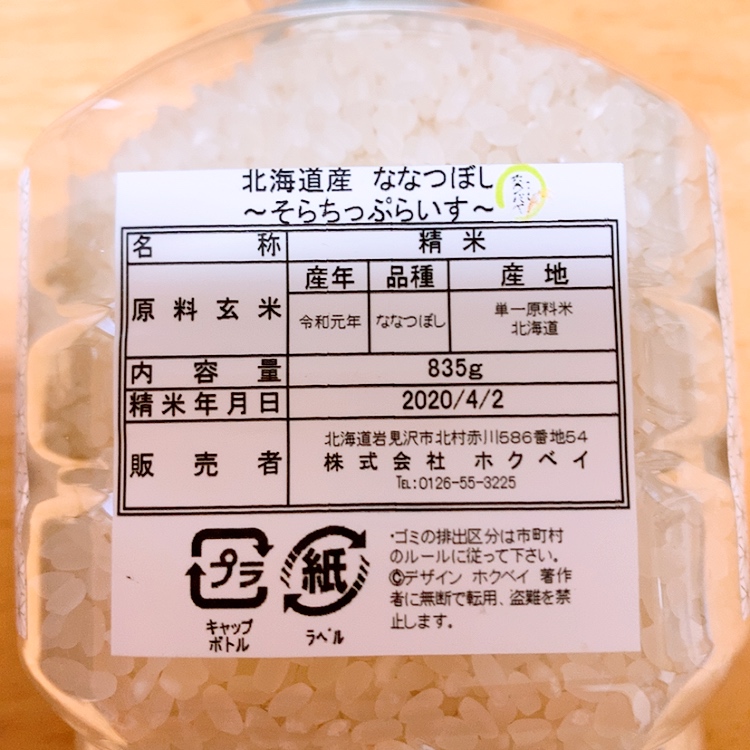 北海道産 ななつぼし
～そらちっぷらいす～
名称 精米
原料玄米 産年 品種 産地
令和元年 ななつぼし 単一原料米
北海道
内容量 835g
精米年月日 2020/4/2
販売者 北海道岩見沢市北村赤川586番地54
株式会社 ホクベイ
TEL:0126-55-3225
プラ 紙
キャップ
ボトル
ラベル
・ゴミの排出区分は市町村
のルールに従って下さい。
©デザイン ホクベイ 著作
者に無断で転用、盗難を禁
止します。